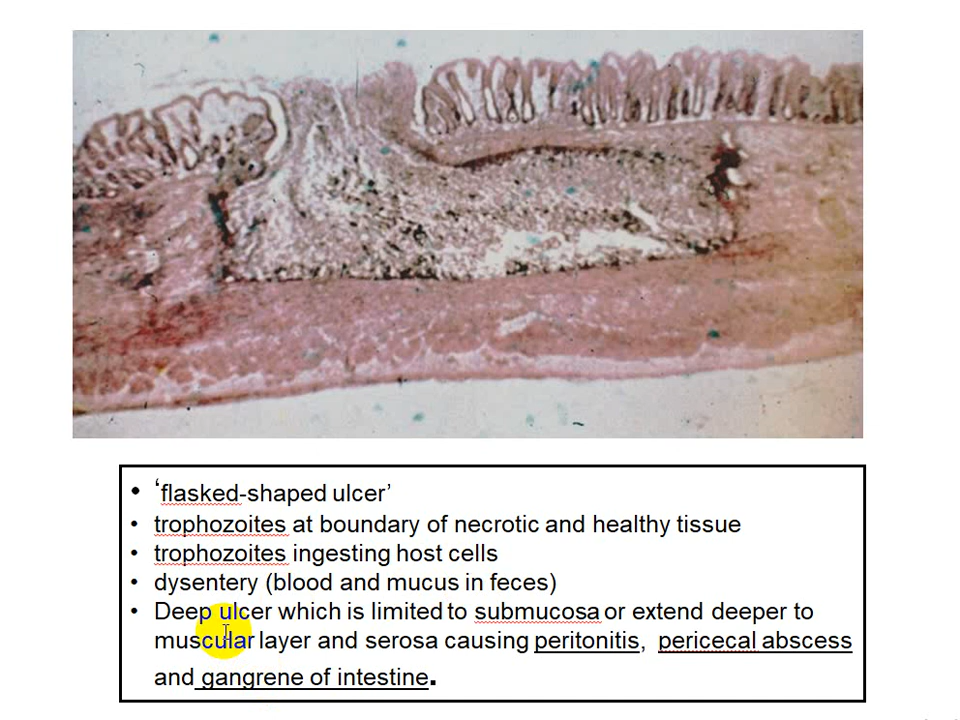 • ‘flasked-shaped ulcer’
• trophozoites at boundary of necrotic and healthy tissue
• trophozoites ingesting host cells
• dysentery (blood and mucus in feces)
• Deep ulcer which is limited to submucosa or extend deeper to
muscular layer and serosa causing peritonitis, pericecal abscess
and gangrene of intestine.